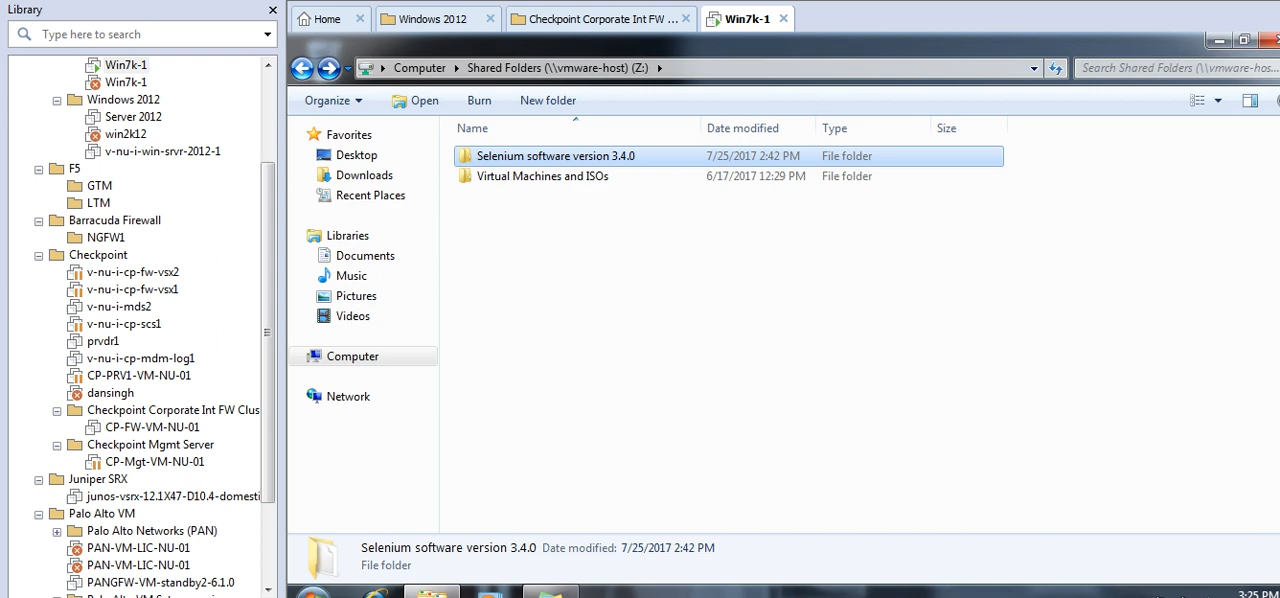 Library
Type here to search
Win7k-1
Win7k-1
Windows 2012
Server 2012
win2k12
v-nu-i-win-srvr-2012-1
F5
GTM
LTM
Barracuda Firewall
NGFW1
Checkpoint
v-nu-i-cp-fw-vsx2
v-nu-i-cp-fw-vsx1
v-nu-i-mds2
v-nu-i-cp-scs1
prvdr1
v-nu-i-cp-mdm-log1
CP-PRV1-VM-NU-01
dansingh
Checkpoint Corporate Int FW Clus
CP-FW-VM-NU-01
Checkpoint Mgmt Server
CP-Mgt-VM-NU-01
Juniper SRX
junos-vsrx-12.1X47-D10.4-domesti
Palo Alto VM
Palo Alto Networks (PAN)
PAN-VM-LIC-NU-01
PAN-VM-LIC-NU-01
PANGFW-VM-standby2-6.1.0
Home
Windows 2012
Checkpoint Corporate Int FW ...
Win7k-1
Computer
Shared Folders (\\vmware-host) (Z:)
Search Shared Folders (\\vmware-host...
Organize
Open
Burn
New folder
Favorites
Desktop
Downloads
Recent Places
Libraries
Documents
Music
Pictures
Videos
Computer
Network
Name
Date modified
Type
Size
Selenium software version 3.4.0 7/25/2017 2:42 PM File folder
Virtual Machines and ISOs 6/17/2017 12:29 PM File folder
Selenium software version 3.4.0 Date modified: 7/25/2017 2:42 PM
File folder
3:25 PM